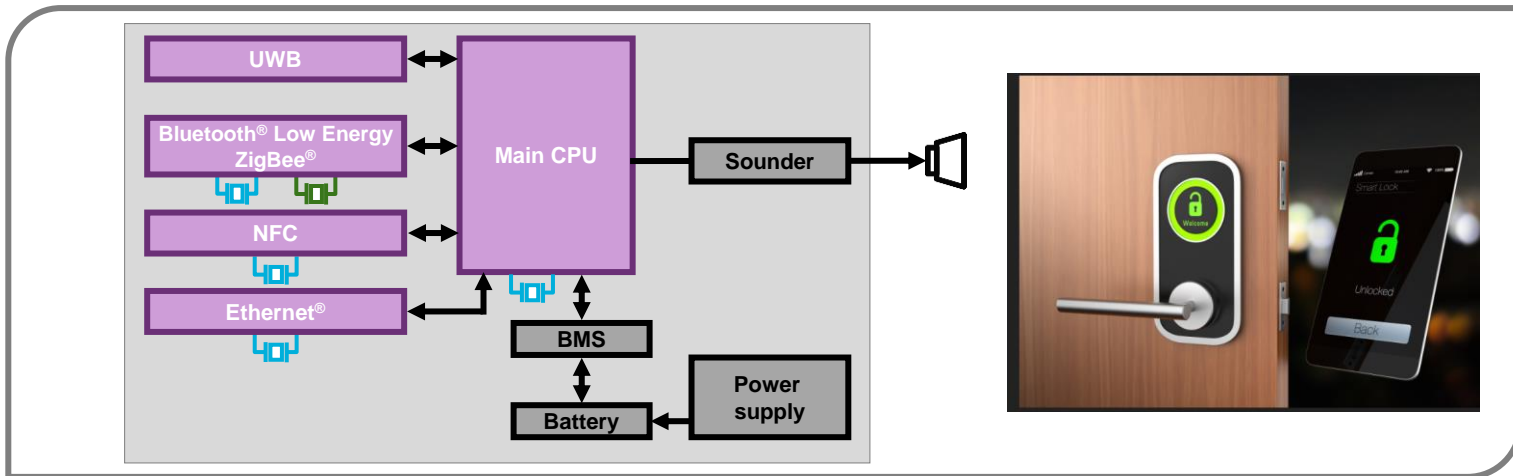 UWB
Bluetooth® Low Energy
ZigBee®
NFC
Ethernet®
Main CPU
Sounder
BMS
Battery
Power
supply
Welcome
Smart Lock
Unlocked
Back